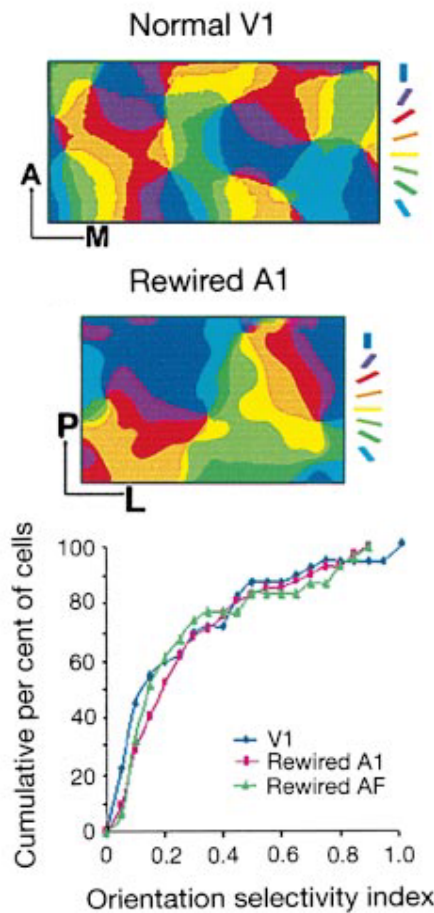 Normal V1
A
M
Rewired A1
P
L
Cumulative per cent of cells
100
80
60
40
20
0
V1
Rewired A1
Rewired AF
0 0.2 0.4 0.6 0.8 1.0
Orientation selectivity index